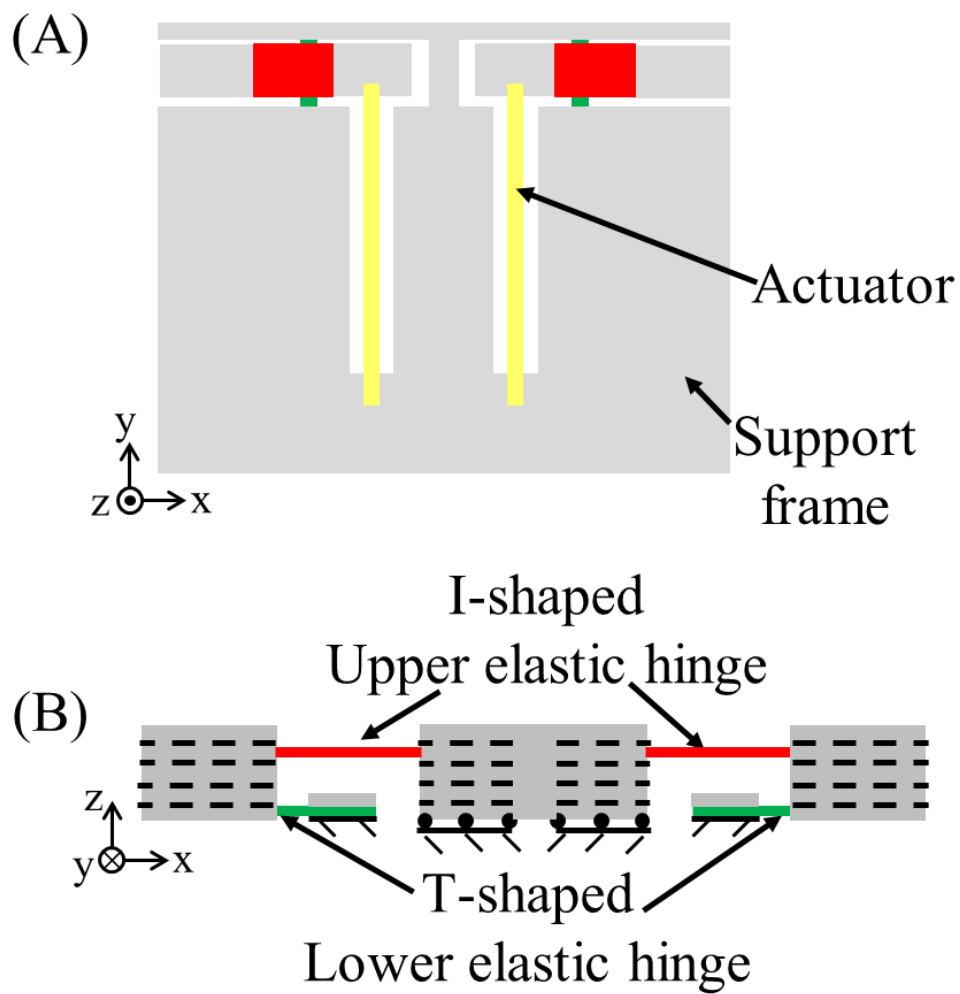 (A)
Actuator
Support
frame
y
z
x
I-shaped
Upper elastic hinge
(B)
z
y
x
T-shaped
Lower elastic hinge